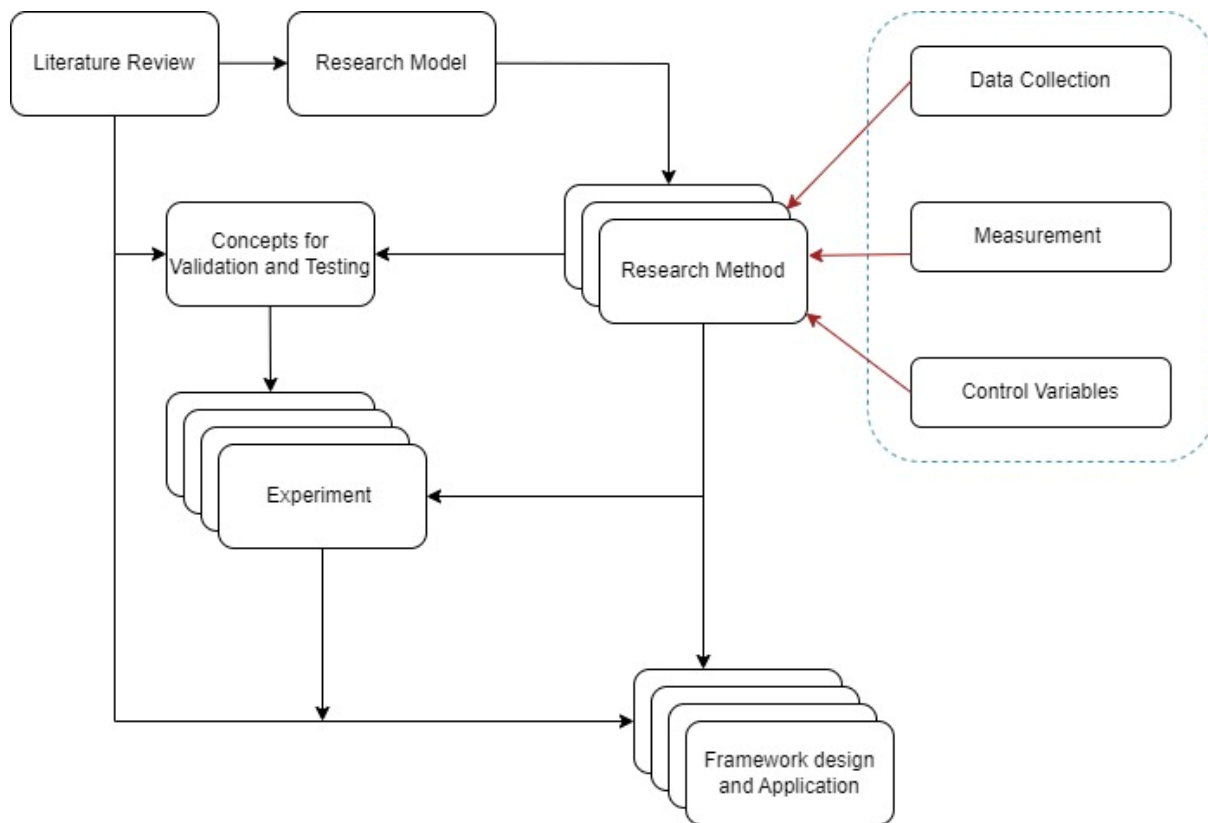 Literature Review
Research Model
Data Collection
Concepts for
Validation and Testing
Research Method
Measurement
Control Variables
Experiment
Framework design
and Application